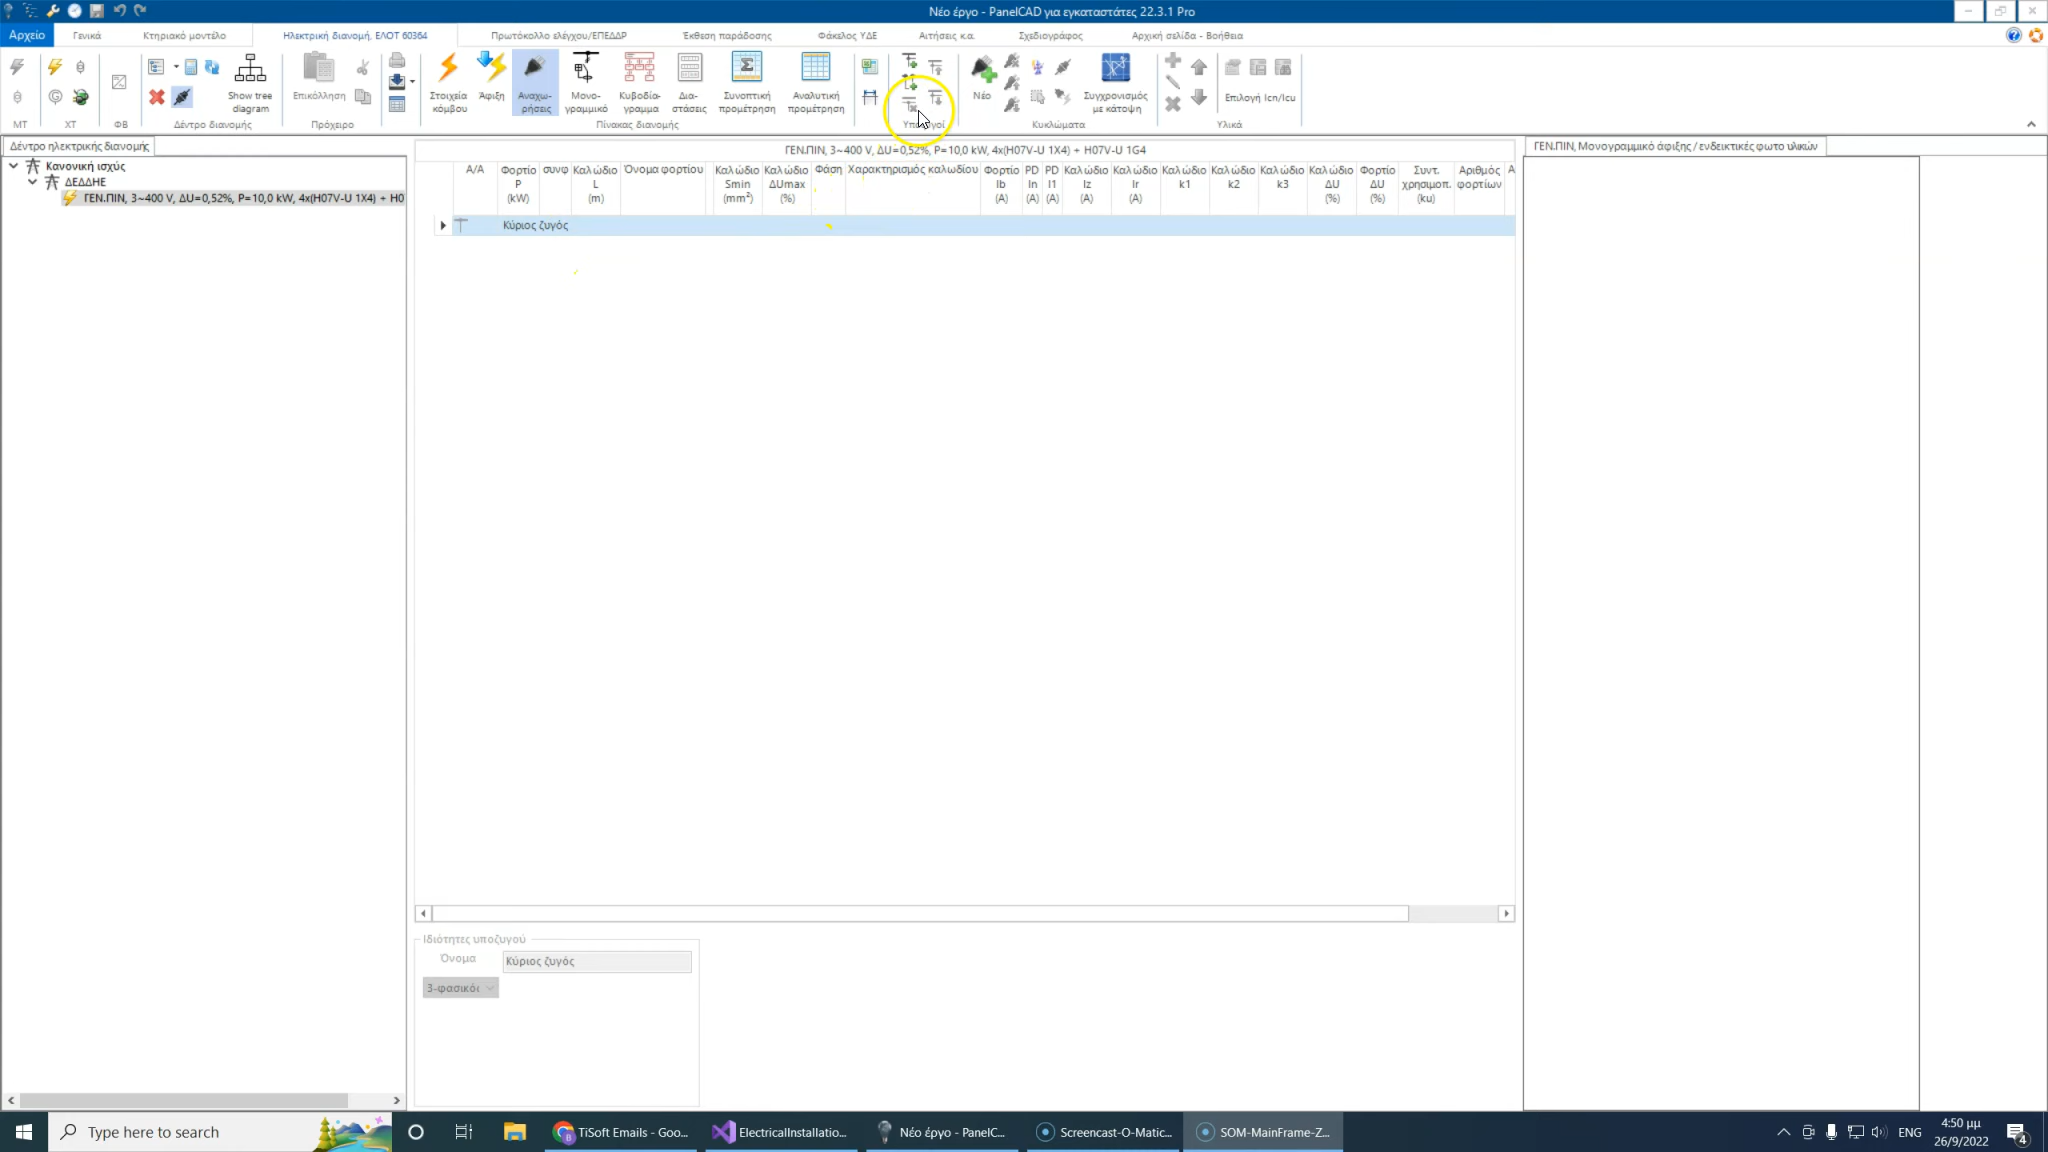 Νέο έργο - PanelCAD για εγκαταστάτες 22.3.1 Pro
Αρχείο
Γενικά
Κτηριακό μοντέλο
Ηλεκτρική διανομή, ΕΛΟΤ 60364
Πρωτόκολλο ελέγχου/ΕΠΕΔΔΡ
Έκθεση παράδοσης
Φάκελος ΥΔΕ
Αιτήσεις κ.α.
Σχεδιογράφος
Αρχική σελίδα - Βοήθεια
Show tree
diagram
Επικόλληση
Στοιχεία
κόμβου
Άφιξη
Αναχω-
ρήσεις
Μονο-
γραμμικό
Κυβοδία-
γραμμα
Δια-
στάσεις
Συνοπτική
προμέτρηση
Αναλυτική
προμέτρηση
Νέο
Συγχρονισμός
με κάτοψη
Επιλογή Icn/Icu
ΜΤ
ΧΤ
ΦΒ
Δέντρο διανομής
Πρόχειρο
Πίνακας διανομής
Κυκλώματα
Υλικά
Δέντρο ηλεκτρικής διανομής
Κανονική ισχύς
ΔΕΔΔΗΕ
ΓΕΝ.ΠΙΝ, 3~400 V, ΔU=0,52%, P=10,0 kW, 4x(H07V-U 1X4) + H0
ΓΕΝ.ΠΙΝ, 3~400 V, ΔU=0,52%, P=10,0 kW, 4x(H07V-U 1X4) + H07V-U 1G4
Α/Α
Φορτίο
P
(kW)
συνφ
Καλώδιο
L
(m)
Όνομα φορτίου
Καλώδιο
Smin
(mm²)
Καλώδιο
ΔUmax
(%)
Φάση
Χαρακτηρισμός καλωδίου
Φορτίο
Ib
(A)
PD
In
(A)
PD
I1
(A)
Καλώδιο
Iz
(A)
Καλώδιο
Ir
(A)
Καλώδιο
k1
Καλώδιο
k2
Καλώδιο
k3
Καλώδιο
ΔU
(%)
Φορτίο
ΔU
(%)
Συντ.
χρησιμοπ.
(ku)
Αριθμός
φορτίων
Α
Κύριος ζυγός
ΓΕΝ.ΠΙΝ, Μονογραμμικό άφιξης / ενδεικτικές φωτο υλικών
Ιδιότητες υποζυγού
Όνομα
Κύριος ζυγός
3-φασικός
Type here to search
TiSoft Emails - Goo...
ElectricalInstallatio...
Νέο έργο - PanelC...
Screencast-O-Matic...
SOM-MainFrame-Z...
ENG
4:50 μμ
26/9/2022
4